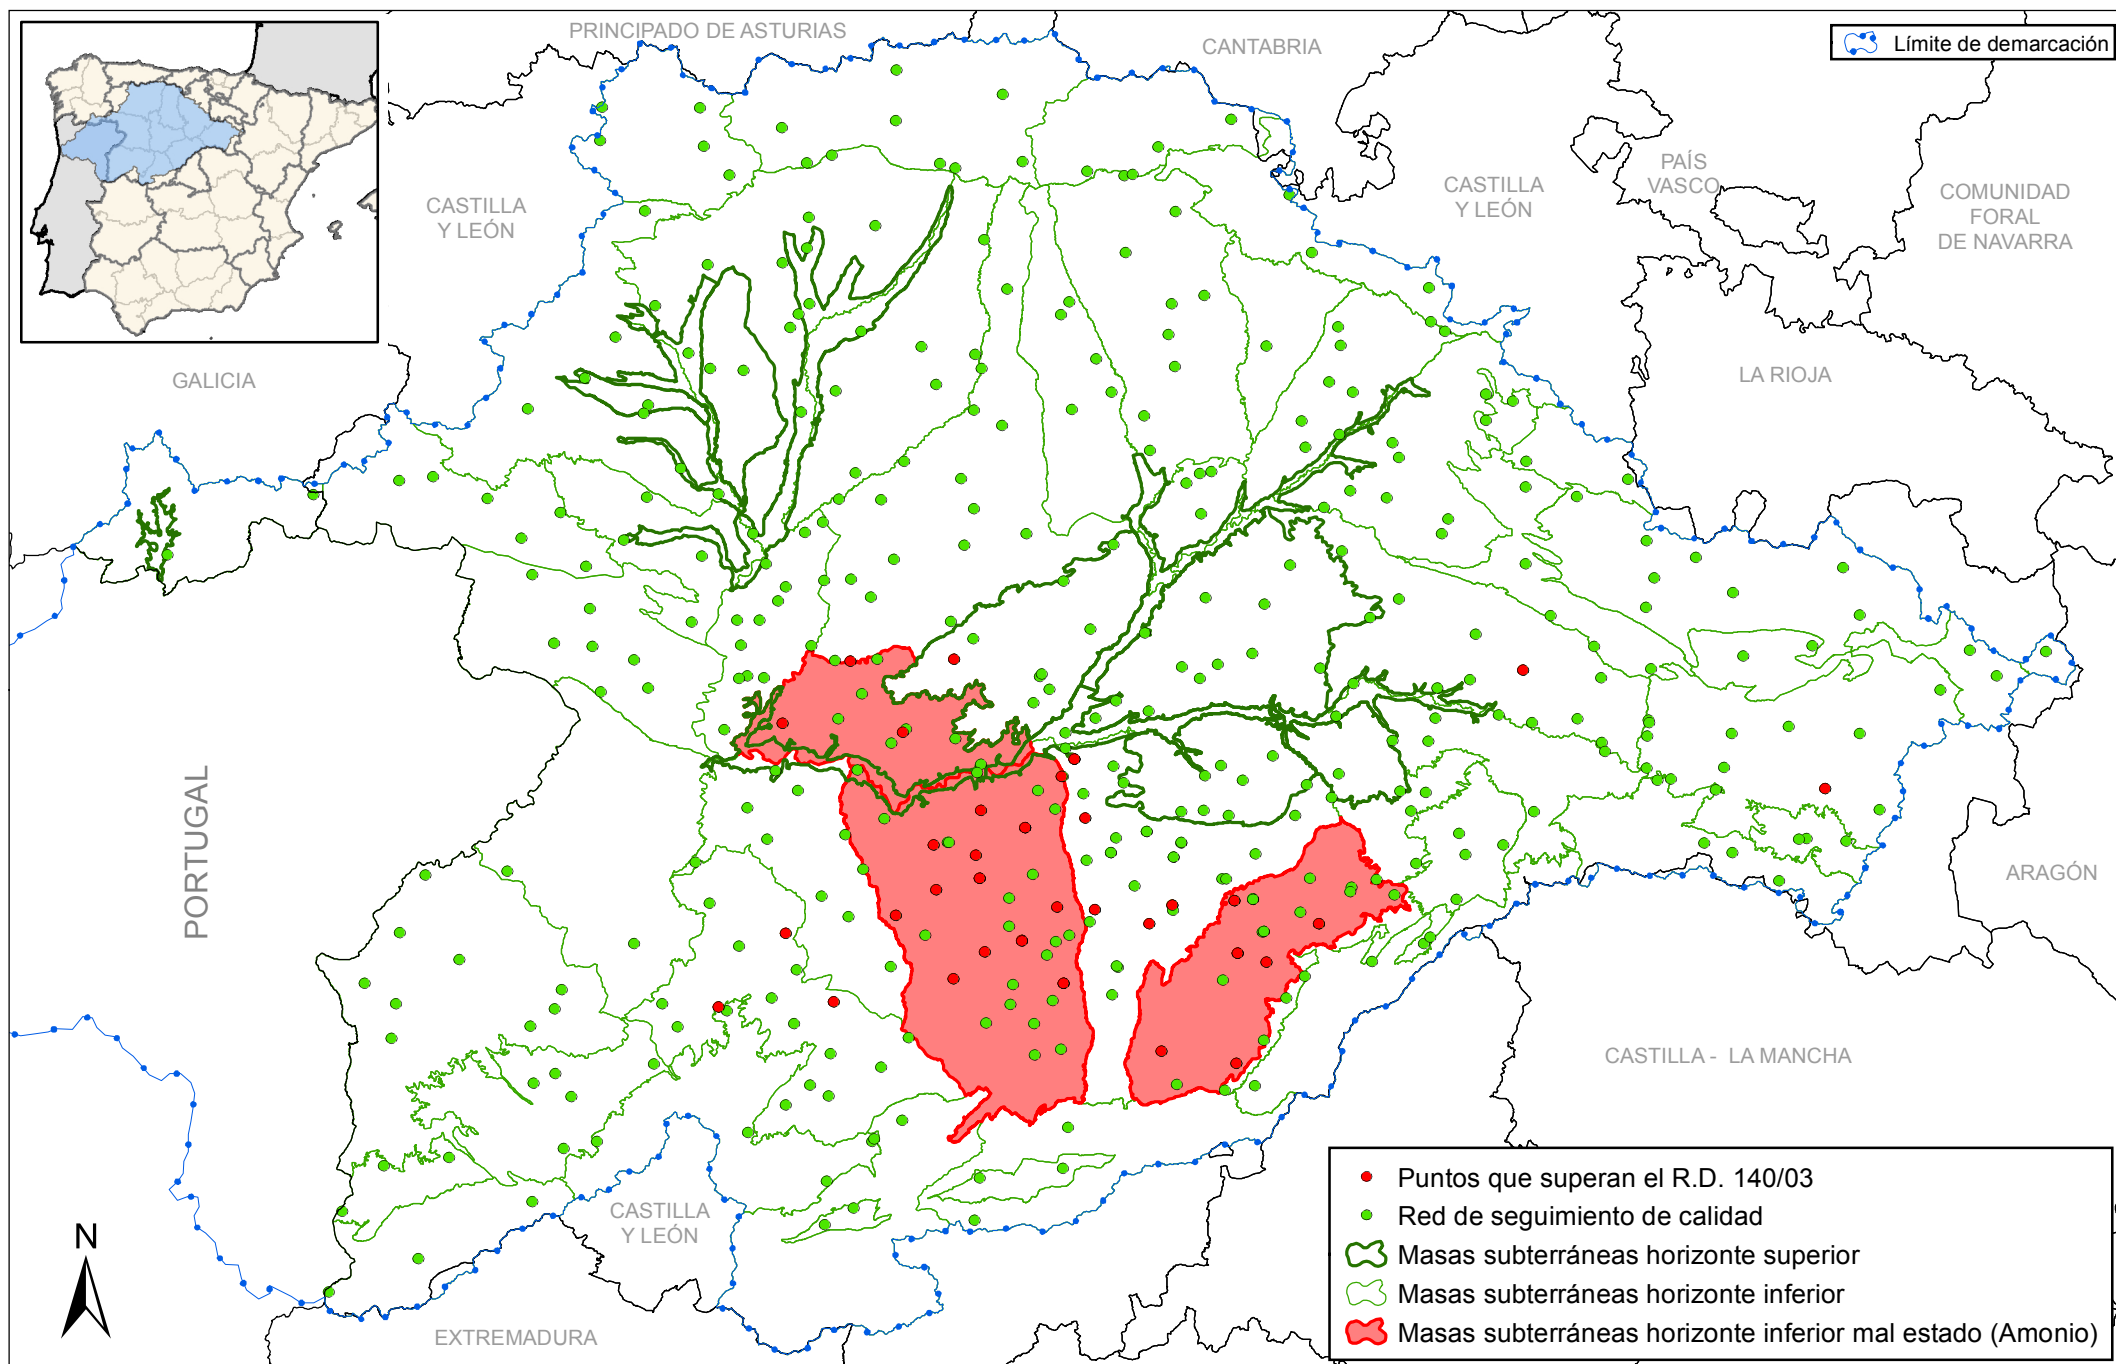 PRINCIPADO DE ASTURIAS
CANTABRIA
Límite de demarcación
PAÍS
VASCO
CASTILLA
Y LEÓN
COMUNIDAD
FORAL
DE NAVARRA
CASTILLA
Y LEÓN
GALICIA
LA RIOJA
PORTUGAL
ARAGÓN
CASTILLA - LA MANCHA
CASTILLA
Y LEÓN
EXTREMADURA
N
Puntos que superan el R.D. 140/03
Red de seguimiento de calidad
Masas subterráneas horizonte superior
Masas subterráneas horizonte inferior
Masas subterráneas horizonte inferior mal estado (Amonio)